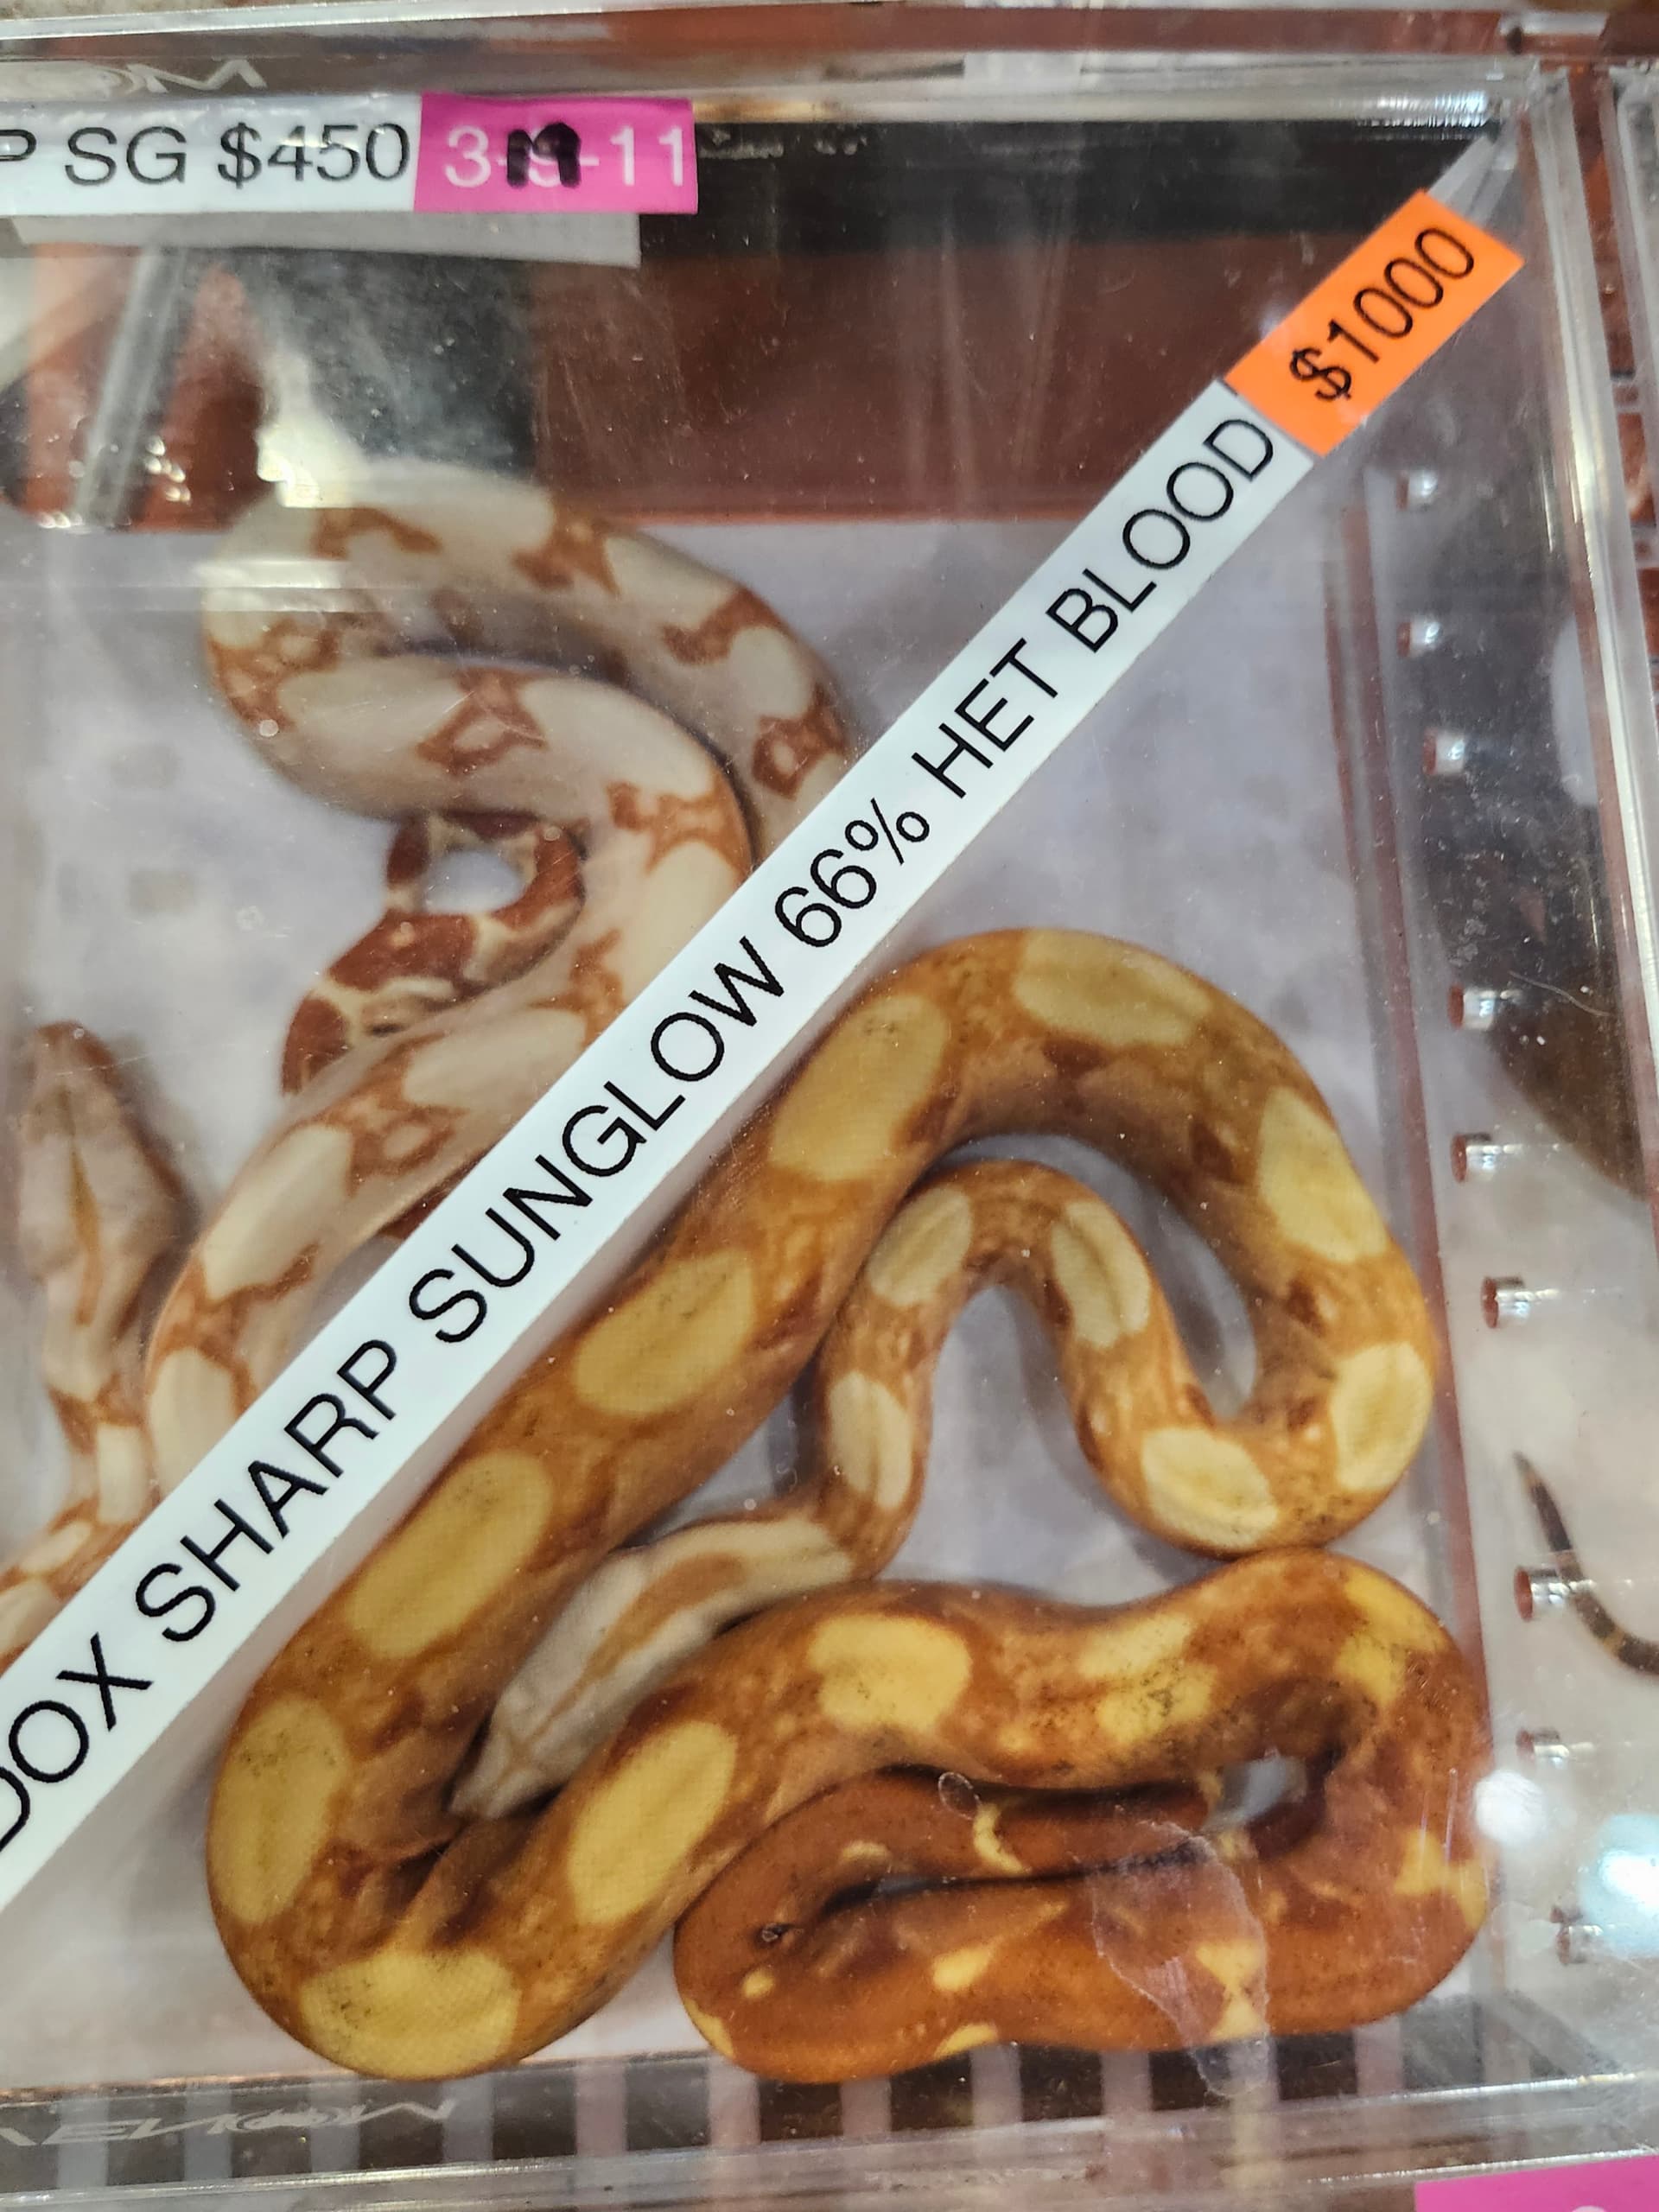 P SG $450 3-M-11
DOX SHARP SUNGLOW 66% HET BLOOD $1000